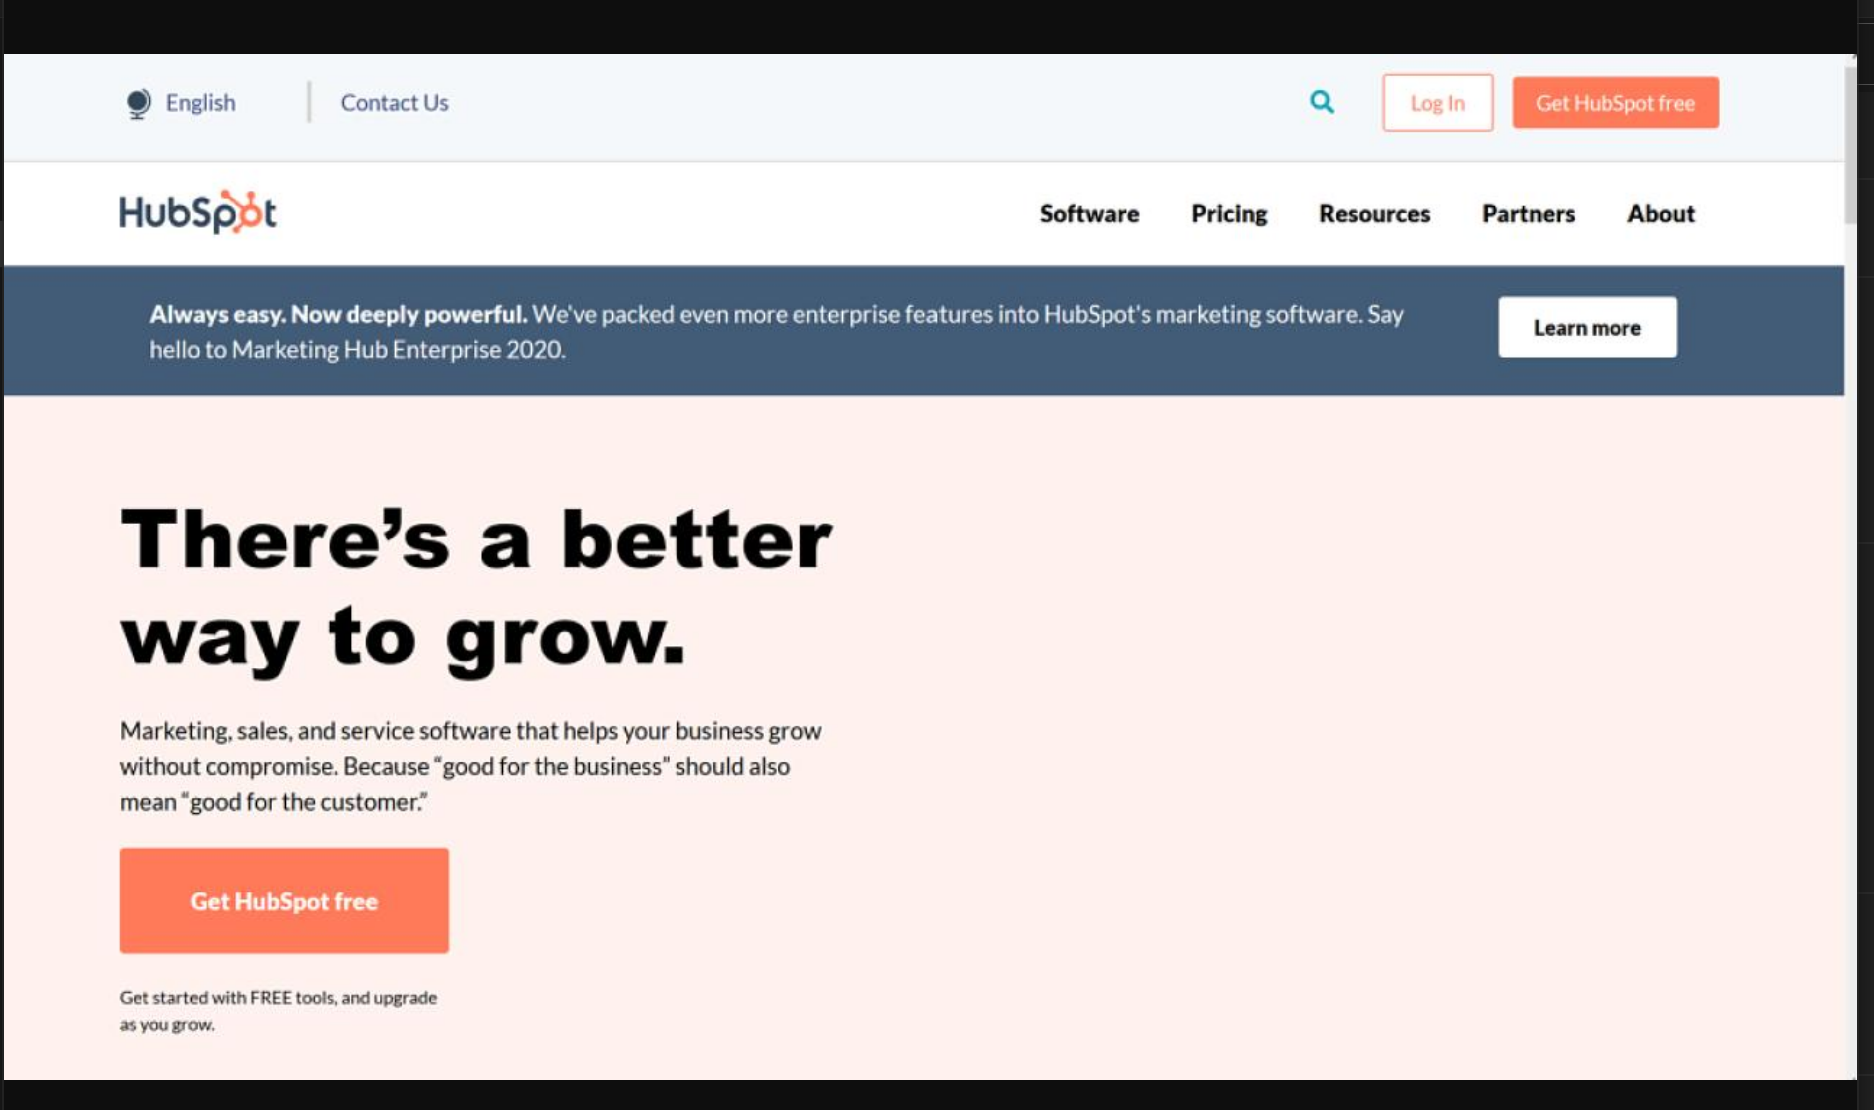 English
Contact Us
Log In
Get HubSpot free
HubSpot
Software
Pricing
Resources
Partners
About
Always easy. Now deeply powerful. We've packed even more enterprise features into HubSpot's marketing software. Say
hello to Marketing Hub Enterprise 2020.
Learn more
There’s a better
way to grow.
Marketing, sales, and service software that helps your business grow
without compromise. Because “good for the business” should also
mean “good for the customer.”
Get HubSpot free
Get started with FREE tools, and upgrade
as you grow.